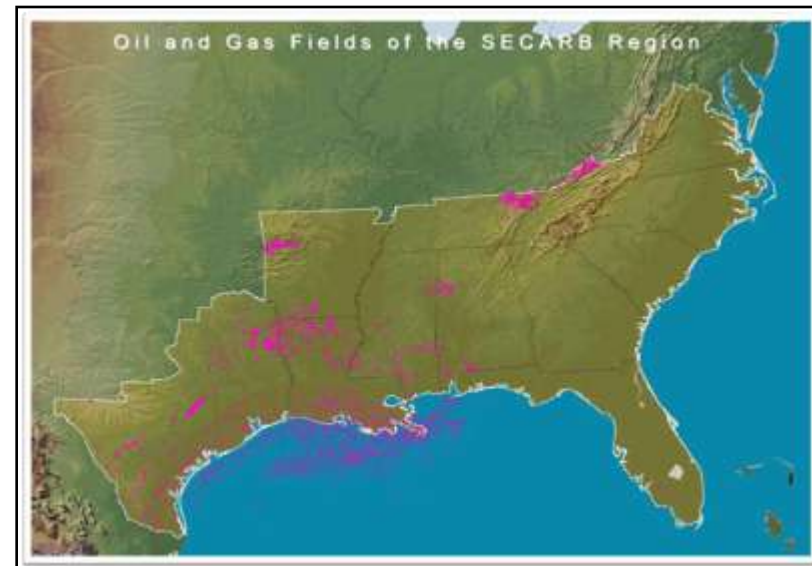 Oil and Gas Fields of the SECARB Region